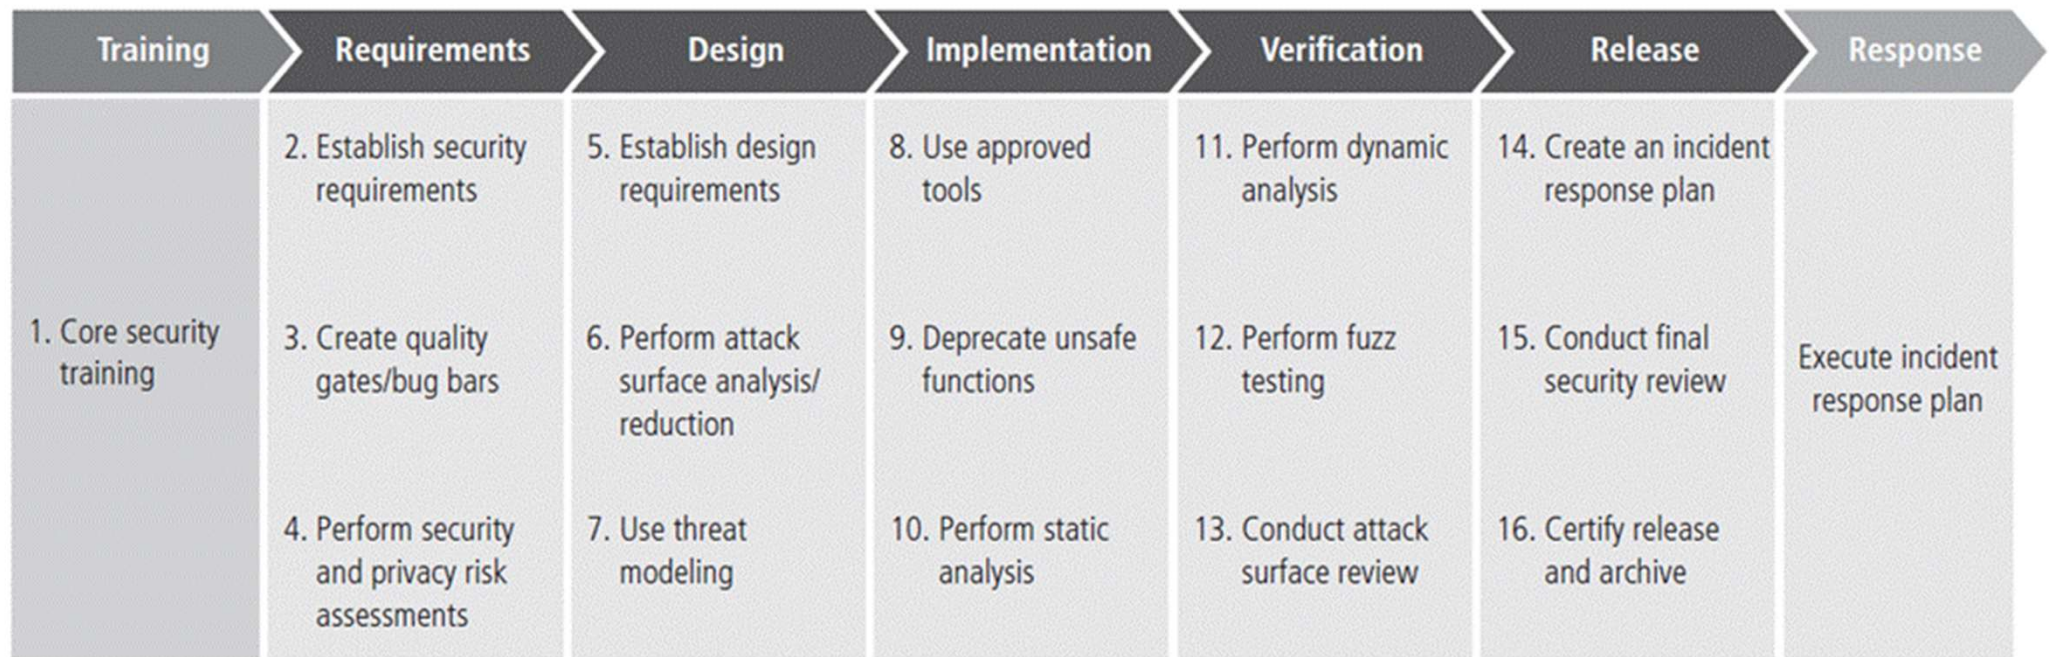 Training
Requirements
Design
Implementation
Verification
Release
Response
1. Core security
training
2. Establish security
requirements
3. Create quality
gates/bug bars
4. Perform security
and privacy risk
assessments
5. Establish design
requirements
6. Perform attack
surface analysis/
reduction
7. Use threat
modeling
8. Use approved
tools
9. Deprecate unsafe
functions
10. Perform static
analysis
11. Perform dynamic
analysis
12. Perform fuzz
testing
13. Conduct attack
surface review
14. Create an incident
response plan
15. Conduct final
security review
16. Certify release
and archive
Execute incident
response plan